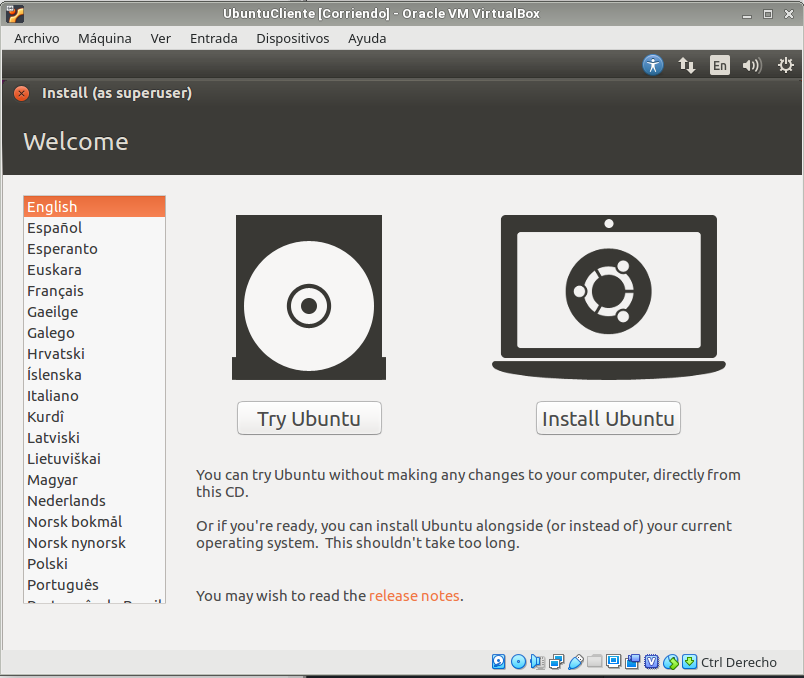 UbuntuCliente [Corriendo] - Oracle VM VirtualBox
Archivo Máquina Ver Entrada Dispositivos Ayuda
En
Install (as superuser)
Welcome
English
Español
Esperanto
Euskara
Français
Gaeilge
Galego
Hrvatski
Íslenska
Italiano
Kurdî
Latviski
Lietuviškai
Magyar
Nederlands
Norsk bokmål
Norsk nynorsk
Polski
Português
Try Ubuntu
Install Ubuntu
You can try Ubuntu without making any changes to your computer, directly from
this CD.
Or if you're ready, you can install Ubuntu alongside (or instead of) your current
operating system. This shouldn't take too long.
You may wish to read the release notes.
Ctrl Derecho